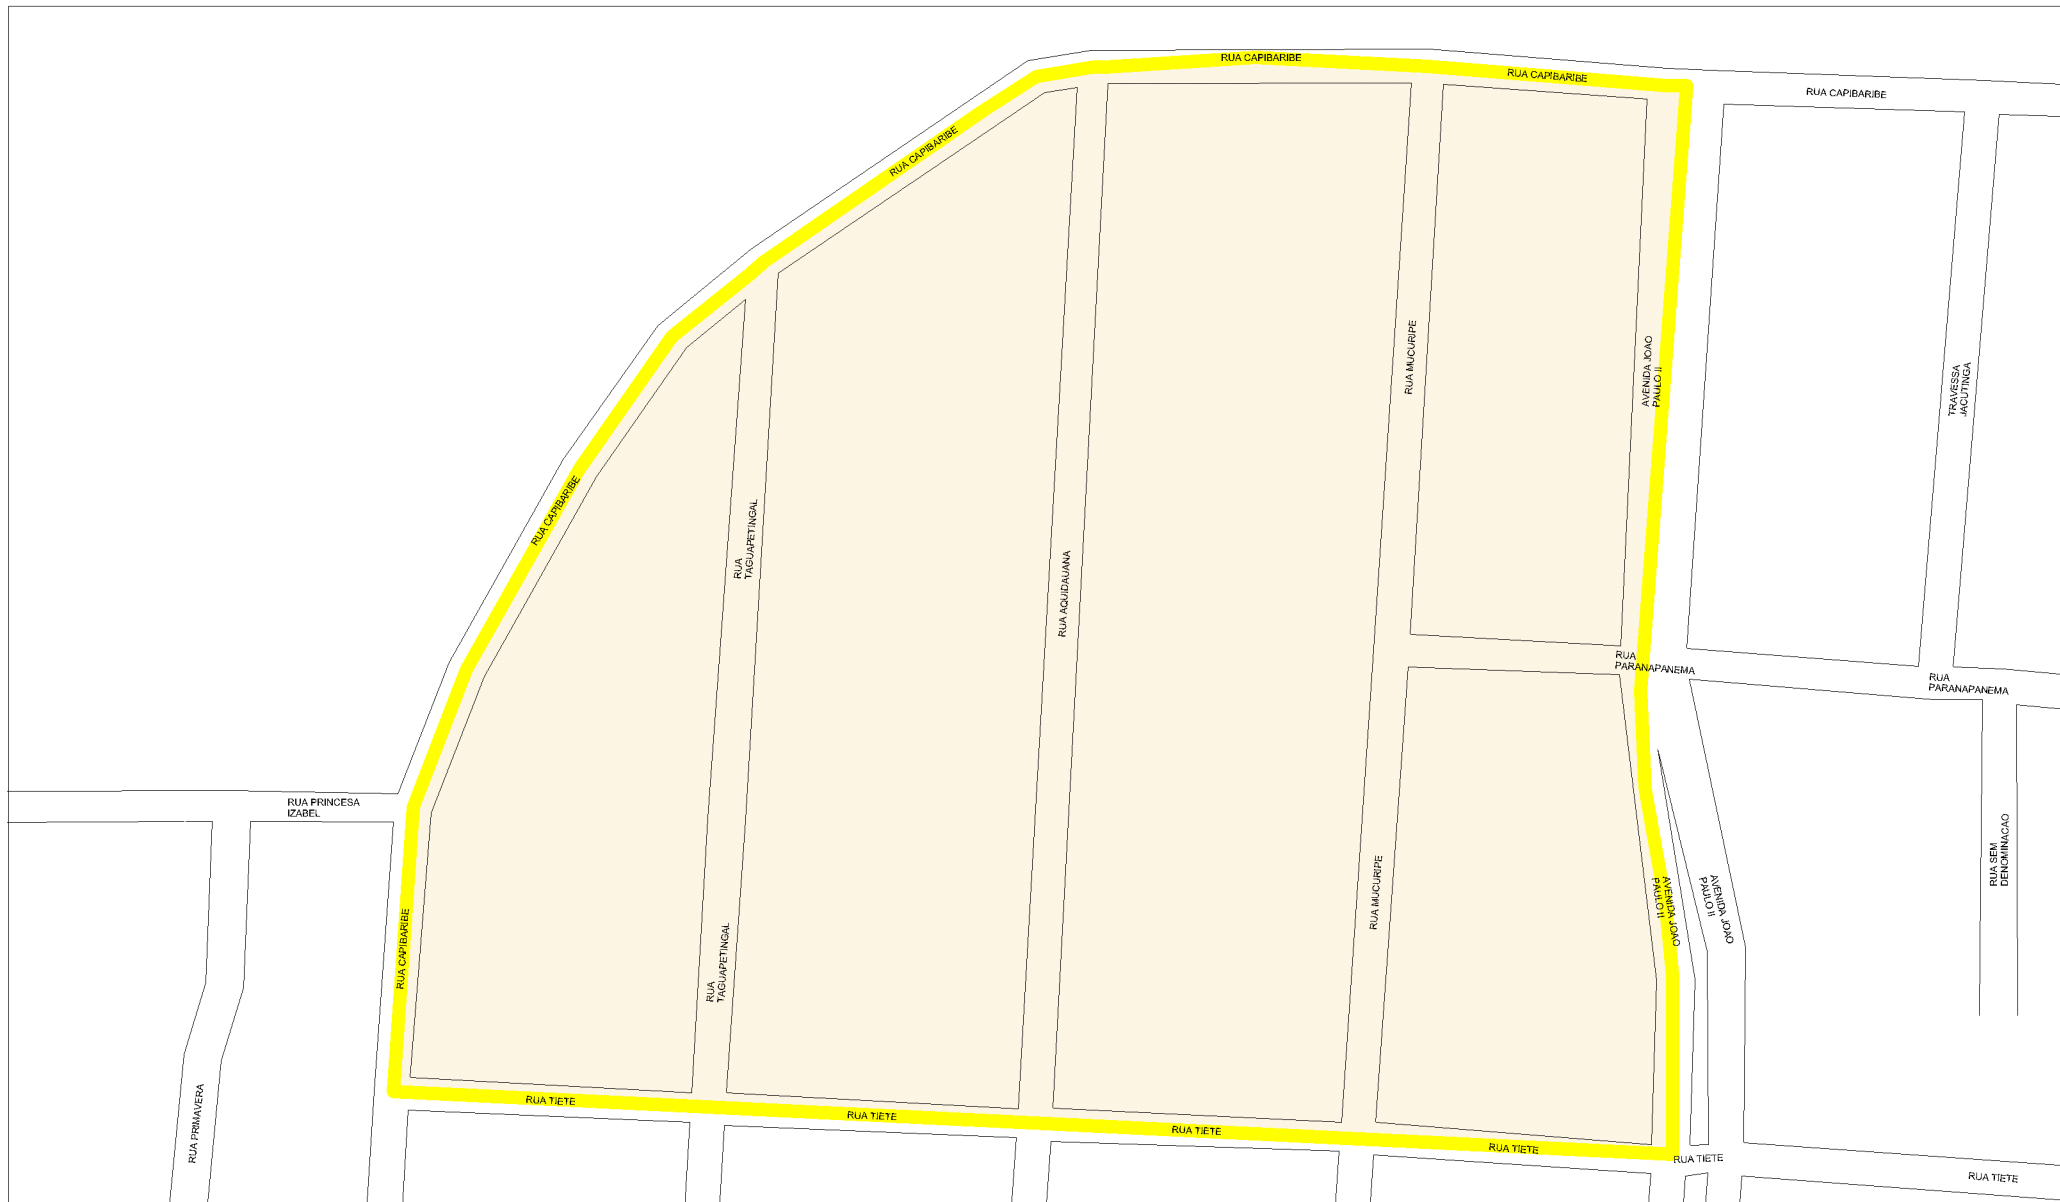 RUA CAPIBARIBE
RUA CAPIBARIBE
RUA CAPIBARIBE
RUA CAPIBARIBE
RUA MUCURIPE
AVENIDA JOAO
PAULO II
TRAVESSA
JACUTINGA
RUA CAPIBARIBE
RUA
TAGUAPETINGAL
RUA AQUIDAUANA
RUA
PARANAPANEMA
RUA
PARANAPANEMA
RUA PRINCESA
IZABEL
RUA SEM
DENOMINACAO
RUA MUCURIPE
AVENIDA JOAO
PAULO II
AVENIDA JOAO
PAULO II
RUA CAPIBARIBE
RUA
TAGUAPETINGAL
RUA PRIMAVERA
RUA TIETE
RUA TIETE
RUA TIETE
RUA TIETE
RUA TIETE
RUA TIETE